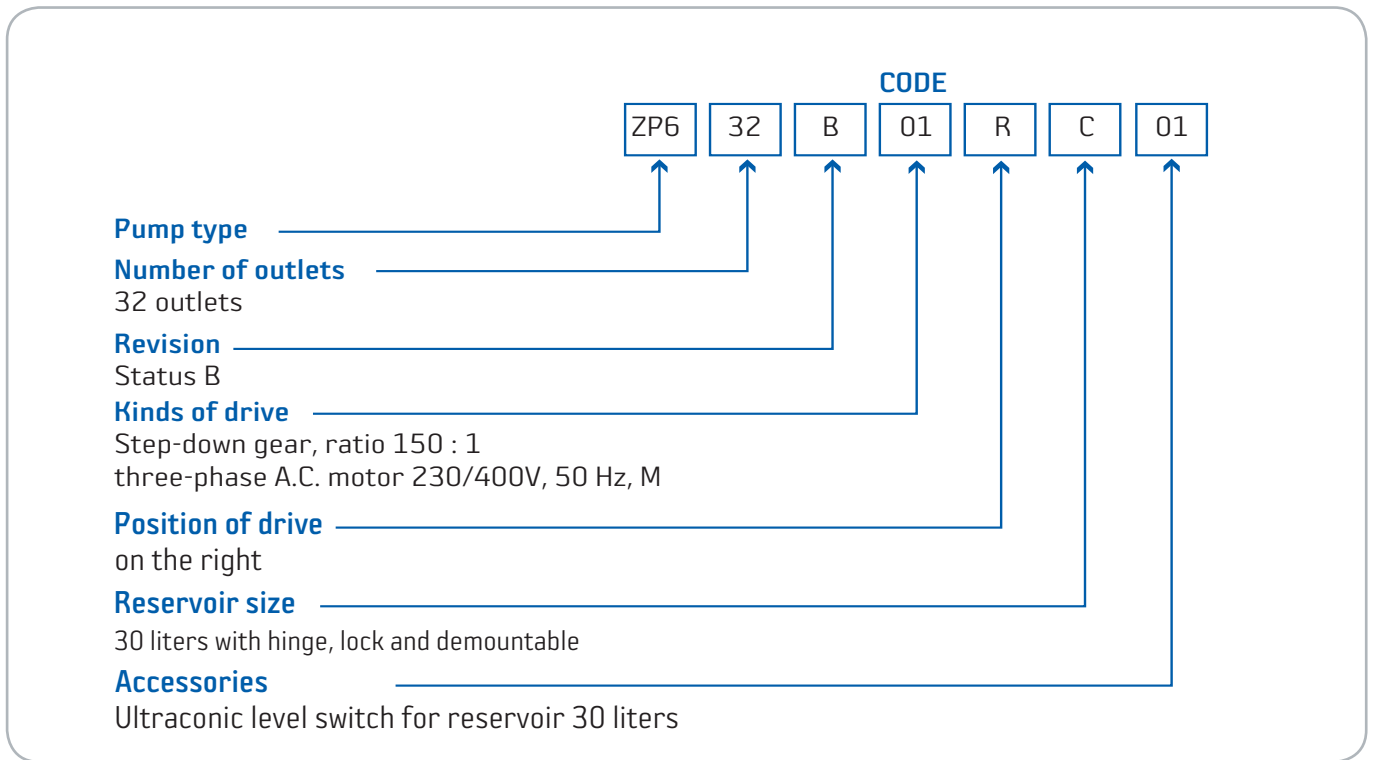 CODE
ZP6 32 B 01 R C 01
Pump type
Number of outlets
32 outlets
Revision
Status B
Kinds of drive
Step-down gear, ratio 150 : 1
three-phase A.C. motor 230/400V, 50 Hz, M
Position of drive
on the right
Reservoir size
30 liters with hinge, lock and demountable
Accessories
Ultraconic level switch for reservoir 30 liters